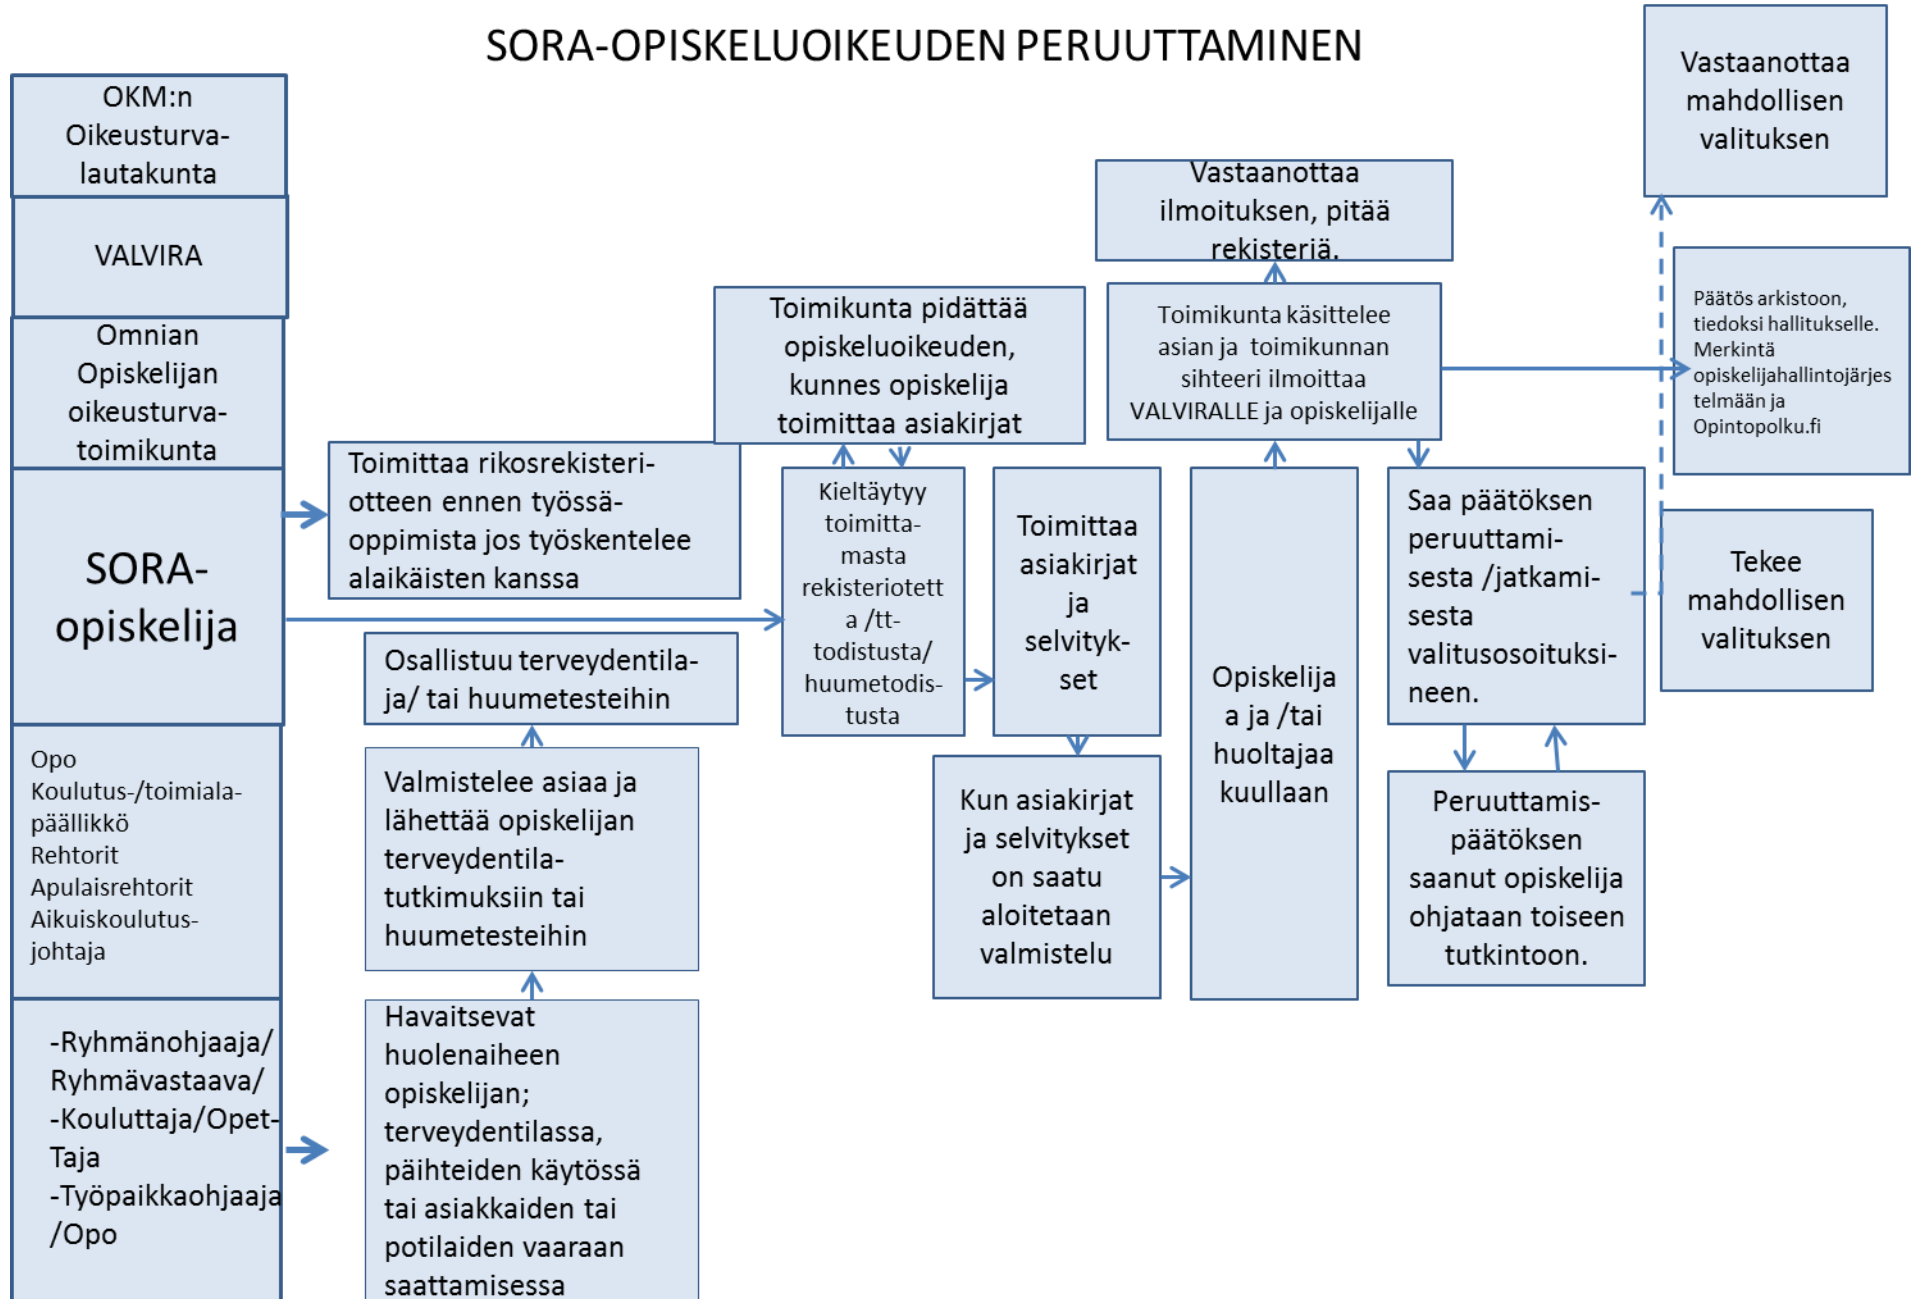 SORA-OPISKELUOIKEUDEN PERUUTTAMINEN
OKM:n
Oikeusturva-
lautakunta
VALVIRA
Omnian
Opiskelijan
oikeusturva-
toimikunta
SORA-
opiskelija
Opo
Koulutus-/toimiala-
päällikkö
Rehtorit
Apulaisrehtorit
Aikuiskoulutus-
johtaja
-Ryhmänohjaaja/
Ryhmävastaava/
-Kouluttaja/Opet-
Taja
-Työpaikkaohjaaja
/Opo
Toimittaa rikosrekisteri-
otteen ennen työssä-
oppimista jos työskentelee
alaikäisten kanssa
Osallistuu terveydentila-
ja/ tai huumetesteihin
Valmistelee asiaa ja
lähettää opiskelijan
terveydentila-
tutkimuksiin tai
huumetesteihin
Havaitsevat
huolenaiheen
opiskelijan;
terveydentilassa,
päihteiden käytössä
tai asiakkaiden tai
potilaiden vaaraan
saattamisessa
Toimikunta pidättää
opiskeluoikeuden,
kunnes opiskelija
toimittaa asiakirjat
Kieltäytyy
toimitta-
masta
rekisteriotett
a /tt-
todistusta/
huumetodis-
tusta
Toimittaa
asiakirjat
ja
selvityk-
set
Kun asiakirjat
ja selvitykset
on saatu
aloitetaan
valmistelu
Opiskelija
a ja /tai
huoltajaa
kuullaan
Vastaanottaa
ilmoituksen, pitää
rekisteriä.
Toimikunta käsittelee
asian ja toimikunnan
sihteeri ilmoittaa
VALVIRALLE ja opiskelijalle
Saa päätöksen
peruuttami-
sesta /jatkami-
sesta
valitusosoituksi-
neen.
Peruuttamis-
päätöksen
saanut opiskelija
ohjataan toiseen
tutkintoon.
Vastaanottaa
mahdollisen
valituksen
Päätös arkistoon,
tiedoksi hallitukselle.
Merkintä
opiskelijahallintojärjes
telmään ja
Opintopolku.fi
Tekee
mahdollisen
valituksen